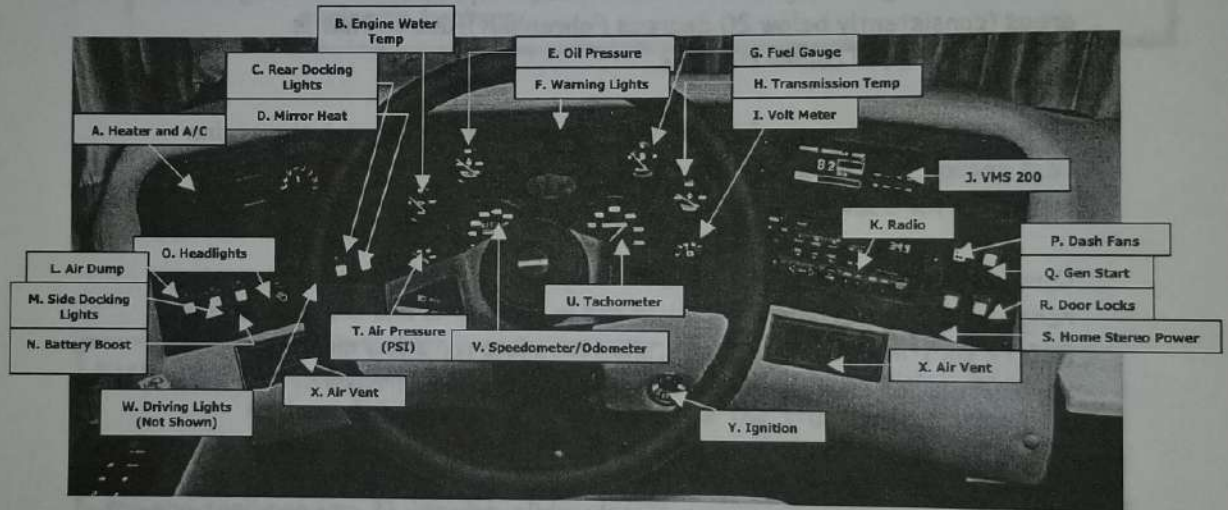 B. Engine Water
Temp
E. Oil Pressure
G. Fuel Gauge
C. Rear Docking
Lights
F. Warning Lights
H. Transmission Temp
D. Mirror Heat
I. Volt Meter
A. Heater and A/C
82
J. VMS 200
K. Radio
O. Headlights
P. Dash Fans
L. Air Dump
Q. Gen Start
M. Side Docking
Lights
U. Tachometer
R. Door Locks
T. Air Pressure
(PSI)
S. Home Stereo Power
N. Battery Boost
V. Speedometer/Odometer
X. Air Vent
X. Air Vent
W. Driving Lights
(Not Shown)
Y. Ignition